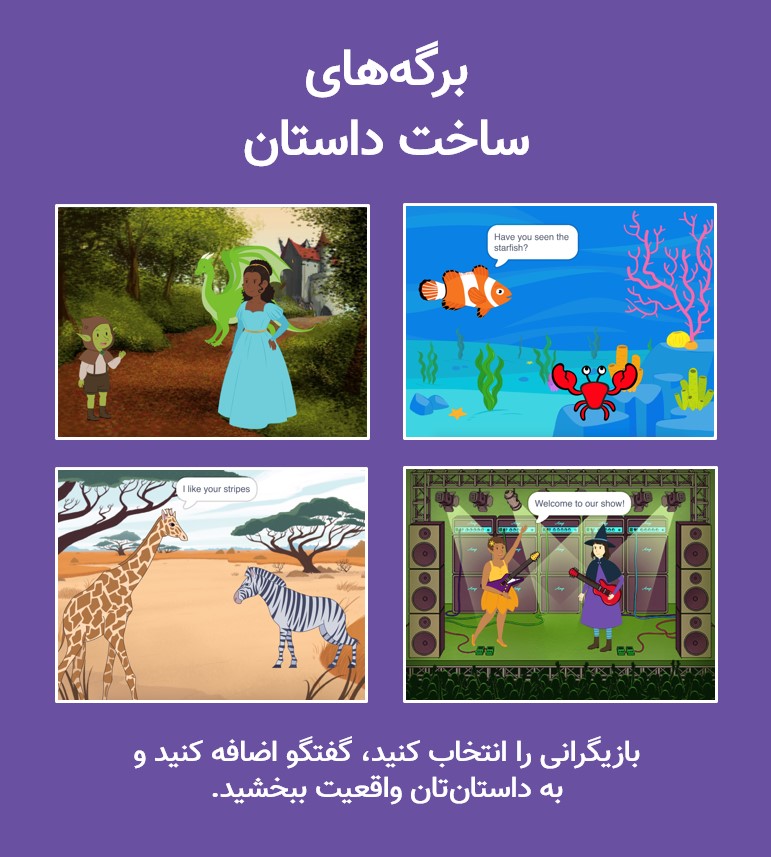 برگه‌های
ساخت داستان
Have you seen the
starfish?
I like your stripes
Welcome to our show!
بازیگرانی را انتخاب کنید، گفتگو اضافه کنید و
به داستان‌تان واقعیت ببخشید.